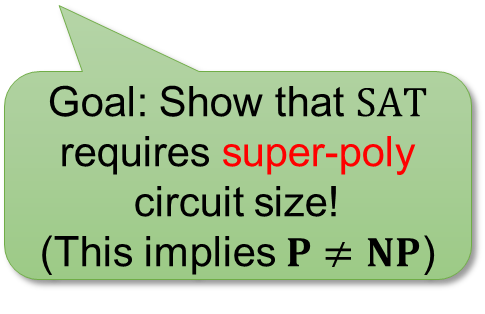 Goal: Show that SAT
requires super-poly
circuit size!
(This implies P ≠ NP)